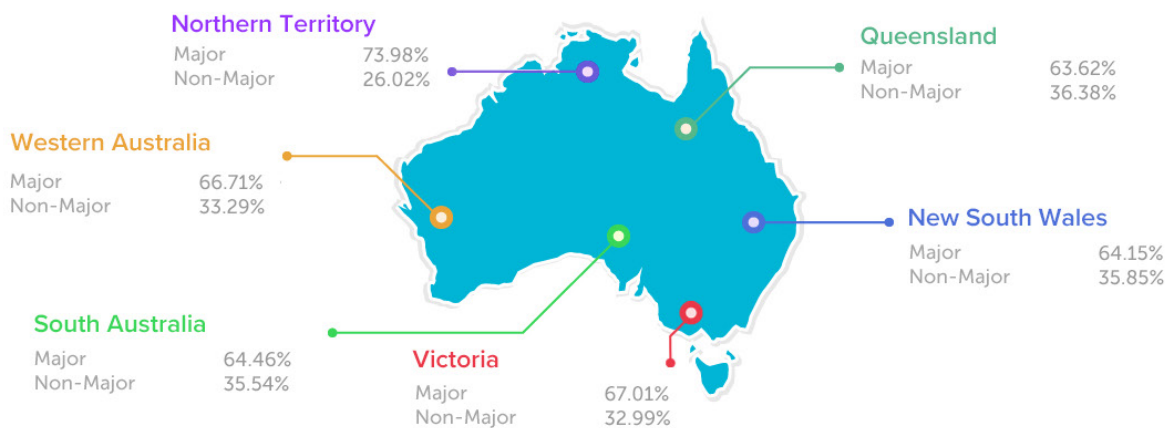 Northern Territory
Major 73.98%
Non-Major 26.02%
Queensland
Major 63.62%
Non-Major 36.38%
Western Australia
Major 66.71%
Non-Major 33.29%
New South Wales
Major 64.15%
Non-Major 35.85%
South Australia
Major 64.46%
Non-Major 35.54%
Victoria
Major 67.01%
Non-Major 32.99%